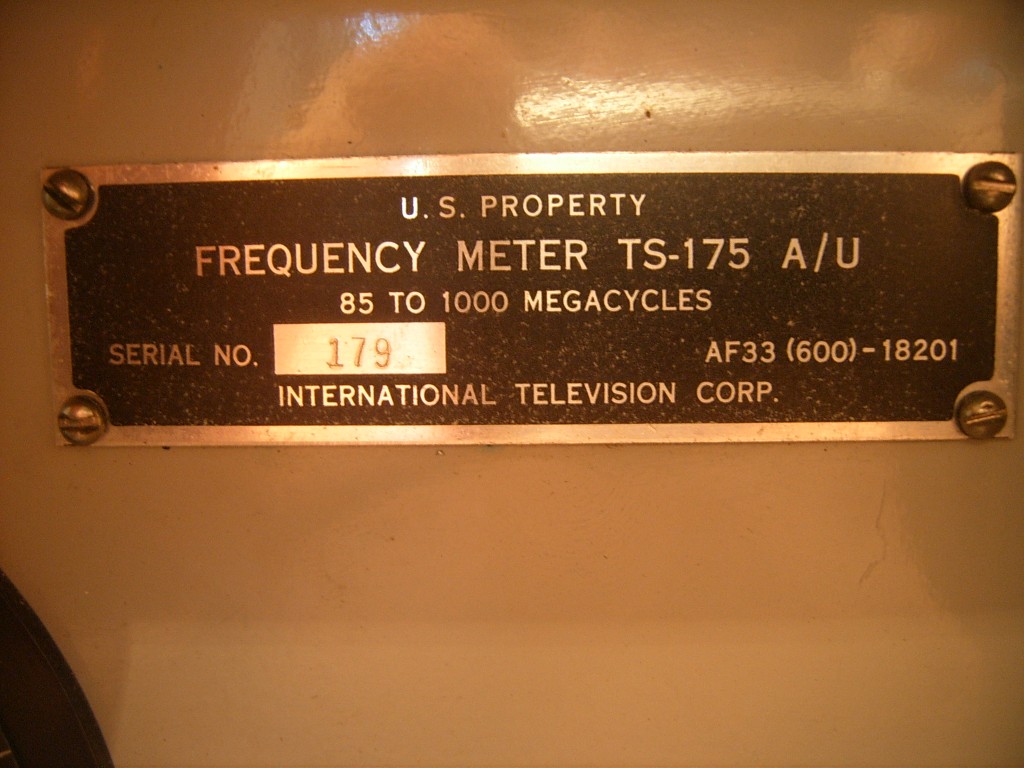 U. S. PROPERTY
FREQUENCY METER TS-175 A/U
85 TO 1000 MEGACYCLES
SERIAL NO. 179 AF33 (600)-18201
INTERNATIONAL TELEVISION CORP.